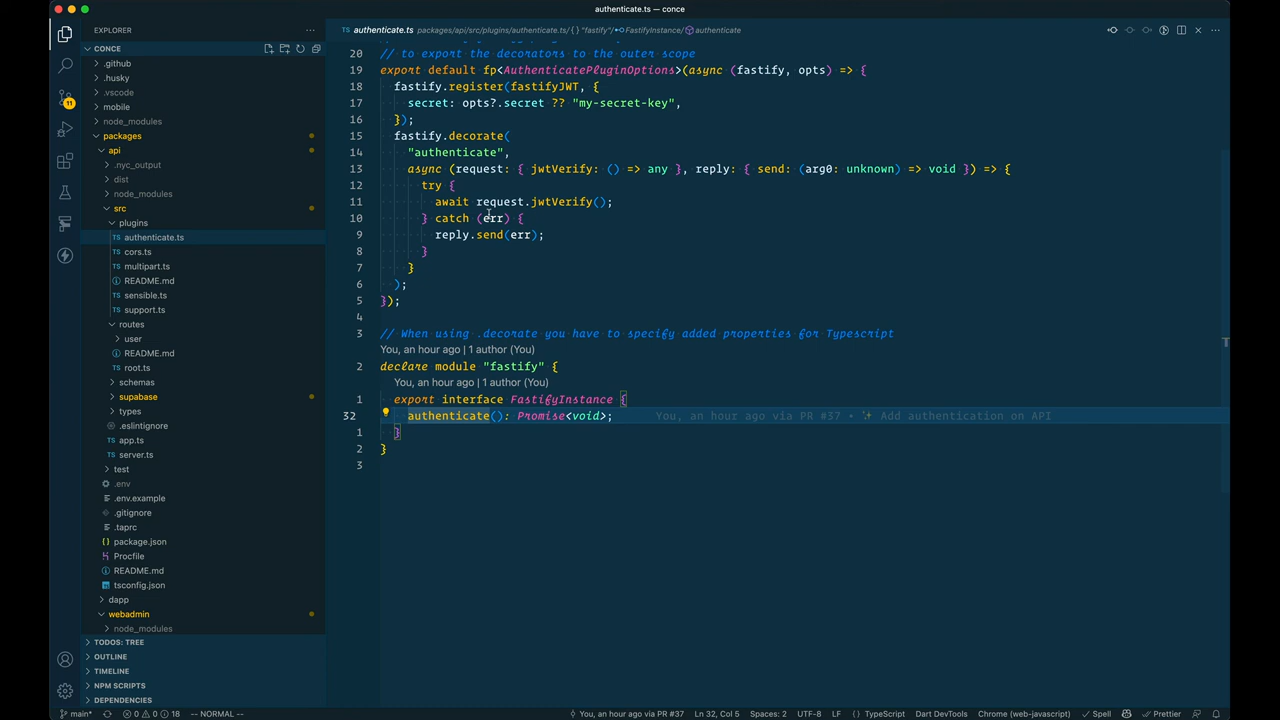 authenticate.ts — conce
EXPLORER
authenticate.ts packages/api/src/plugins/authenticate.ts/{ } "fastify"/FastifyInstance/authenticate
CONCE
.github
.husky
.vscode
mobile
node_modules
packages
api
.nyc_output
dist
node_modules
src
plugins
authenticate.ts
cors.ts
multipart.ts
README.md
sensible.ts
support.ts
routes
user
README.md
root.ts
schemas
supabase
types
.eslintignore
app.ts
server.ts
test
.env
.env.example
.gitignore
.taprc
package.json
Procfile
README.md
tsconfig.json
dapp
webadmin
node_modules
TODOS: TREE
OUTLINE
TIMELINE
NPM SCRIPTS
DEPENDENCIES
11
20 // to export the decorators to the outer scope
19 export default fp<AuthenticatePluginOptions>(async (fastify, opts) => {
18 fastify.register(fastifyJWT, {
17 secret: opts?.secret ?? "my-secret-key",
16 });
15 fastify.decorate(
14 "authenticate",
13 async (request: { jwtVerify: () => any }, reply: { send: (arg0: unknown) => void }) => {
12 try {
11 await request.jwtVerify();
10 } catch (err) {
9 reply.send(err);
8 }
7 }
6 );
5 });
4
3 // When using .decorate you have to specify added properties for Typescript
You, an hour ago | 1 author (You)
2 declare module "fastify" {
You, an hour ago | 1 author (You)
1 export interface FastifyInstance {
32 authenticate(): Promise<void>; You, an hour ago via PR #37 • ✨ Add authentication on API
1 }
2 }
3
main* 0 0 18 -- NORMAL -- You, an hour ago via PR #37 Ln 32, Col 5 Spaces: 2 UTF-8 LF TypeScript Dart DevTools Chrome (web-javascript) Spell Prettier